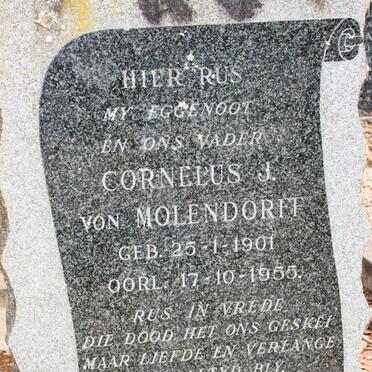 HIER RUS
MY EGGENOOT
EN ONS VADER
CORNELUS J.
VON MOLENDORFF
GEB. 25-1-1901
OORL. 17-10-1955.
RUS IN VREDE
DIE DOOD HET ONS GESKEI
MAAR LIEFDE EN VERLANGE
BLY